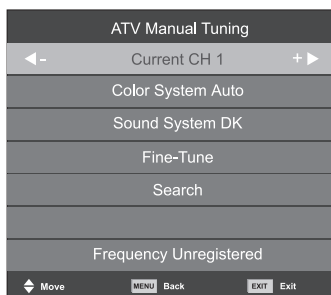 ATV Manual Tuning
- Current CH 1 +
Color System Auto
Sound System DK
Fine-Tune
Search
Frequency Unregistered
Move MENU Back EXIT Exit